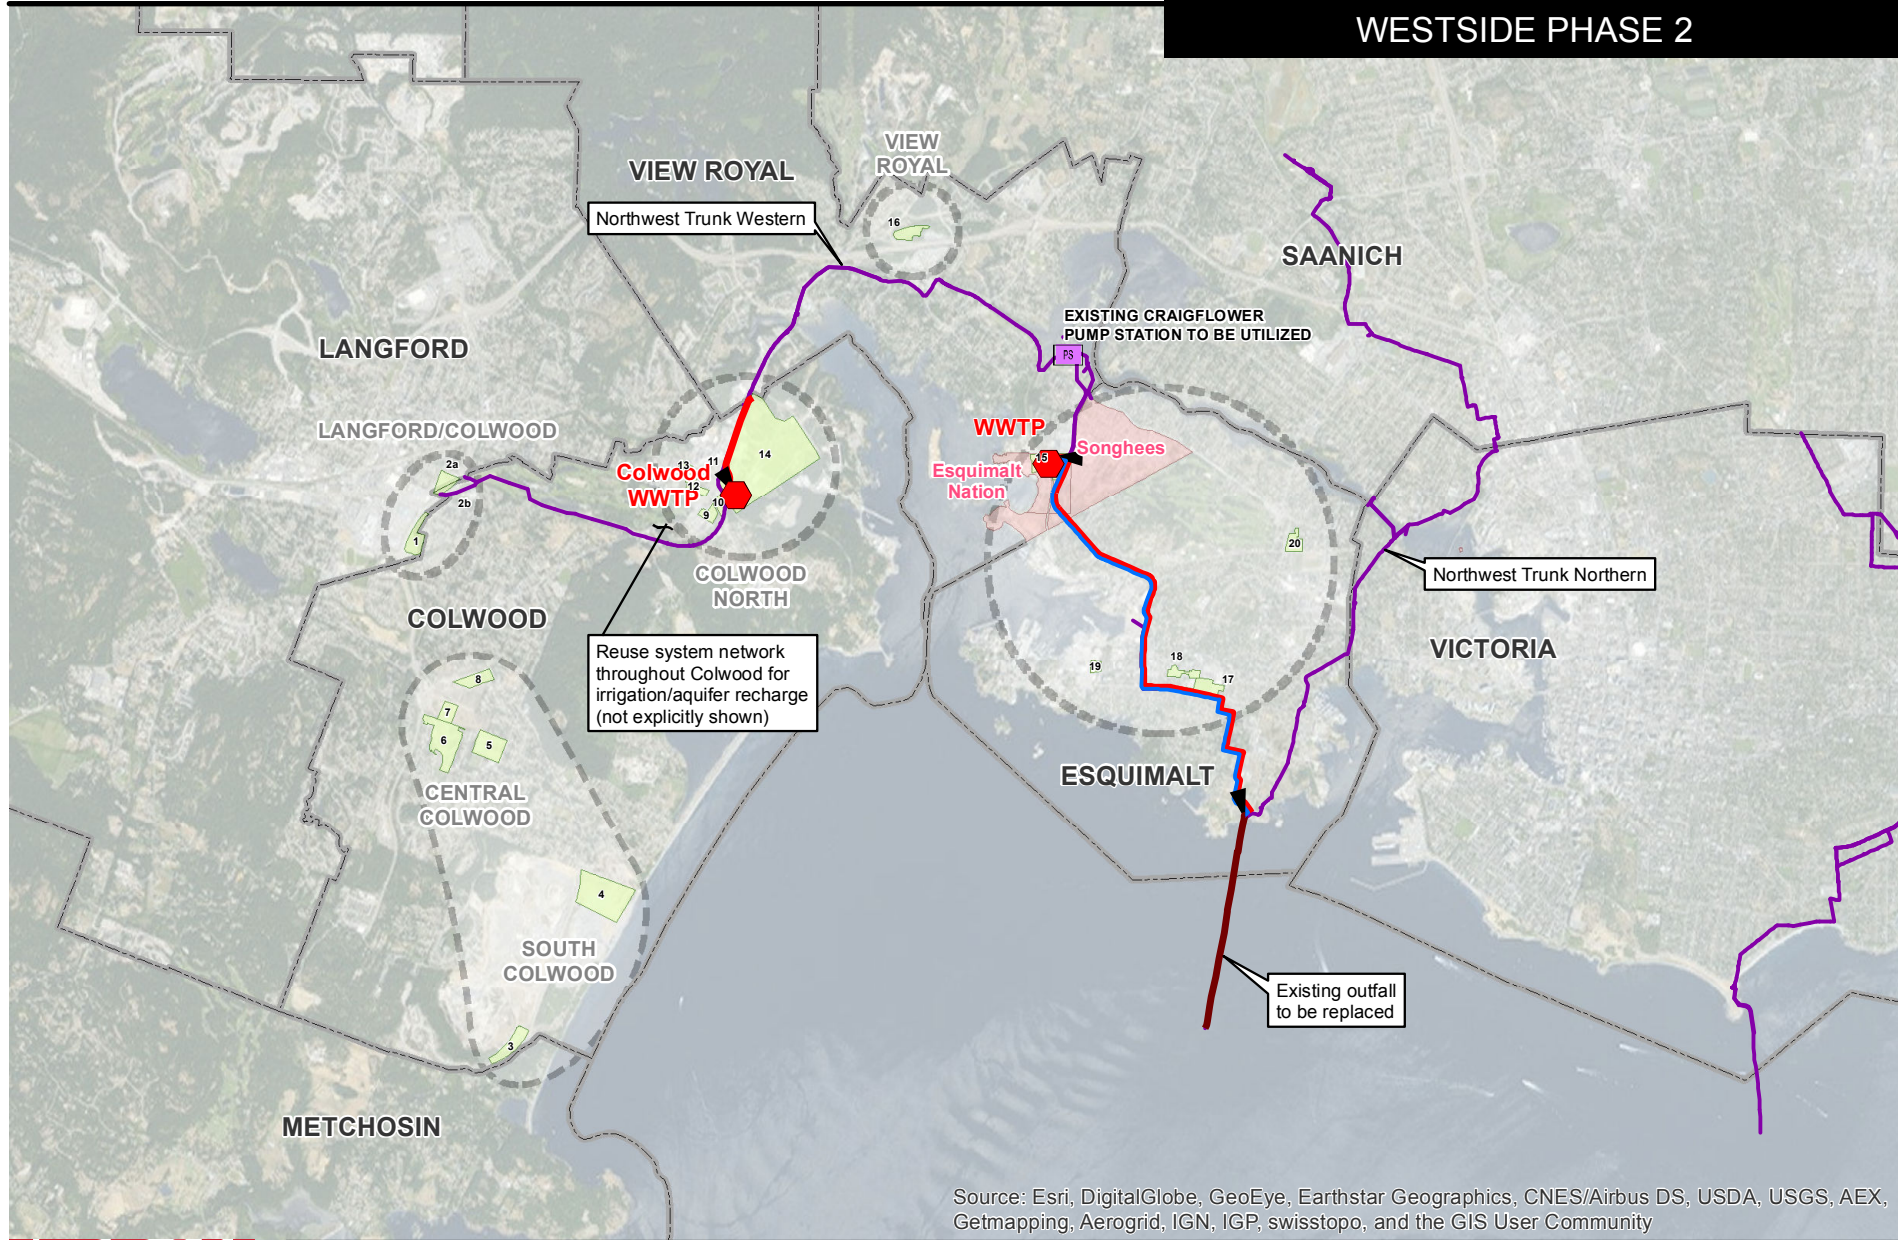 WESTSIDE PHASE 2
VIEW
ROYAL
VIEW ROYAL
Northwest Trunk Western
16
SAANICH
EXISTING CRAIGFLOWER
PUMP STATION TO BE UTILIZED
PS
LANGFORD
LANGFORD/COLWOOD
2a
2b
1
13
11
14
Colwood
WWTP
12
10
9
WWTP
15
Songhees
Esquimalt
Nation
20
COLWOOD
NORTH
Northwest Trunk Northern
COLWOOD
Reuse system network
throughout Colwood for
irrigation/aquifer recharge
(not explicitly shown)
VICTORIA
19
18
17
8
7
6
5
CENTRAL
COLWOOD
ESQUIMALT
4
SOUTH
COLWOOD
Existing outfall
to be replaced
3
METCHOSIN
Source: Esri, DigitalGlobe, GeoEye, Earthstar Geographics, CNES/Airbus DS, USDA, USGS, AEX,
Getmapping, Aerogrid, IGN, IGP, swisstopo, and the GIS User Community